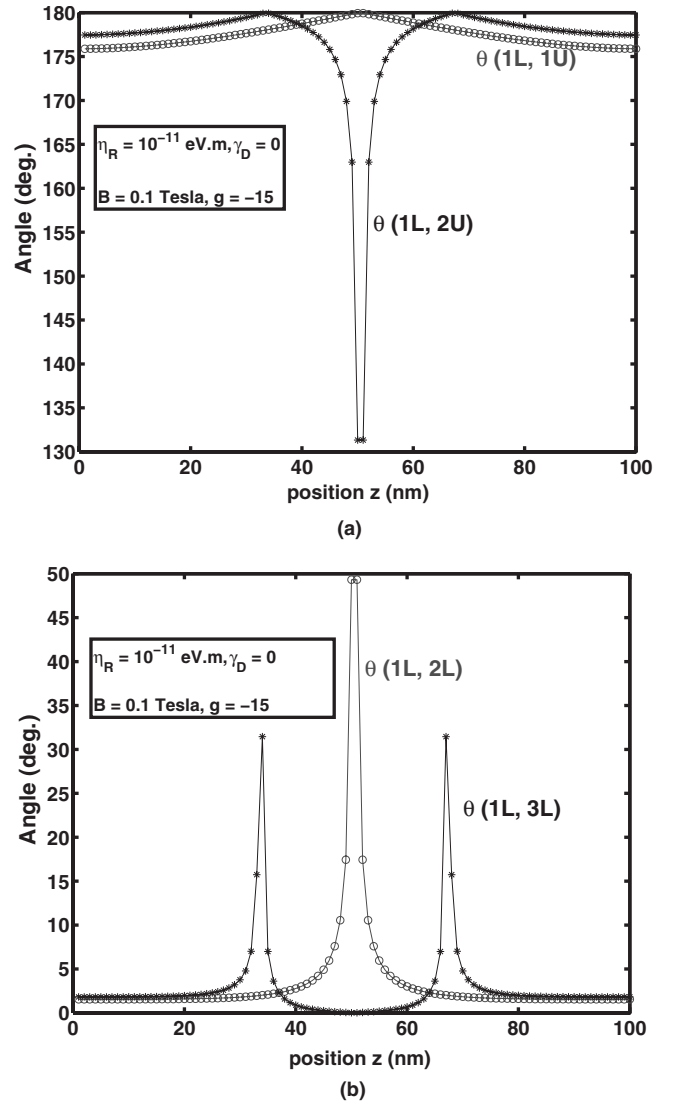 180
175
170
165
160
155
150
145
140
135
130
Angle (deg.)
θ (1L, 1U)
η_R = 10⁻¹¹ eV.m, γ_D = 0
B = 0.1 Tesla, g = −15
θ (1L, 2U)
0 20 40 60 80 100
position z (nm)
(a)
50
45
40
35
30
25
20
15
10
5
0
Angle (deg.)
η_R = 10⁻¹¹ eV.m, γ_D = 0
B = 0.1 Tesla, g = −15
θ (1L, 2L)
θ (1L, 3L)
0 20 40 60 80 100
position z (nm)
(b)